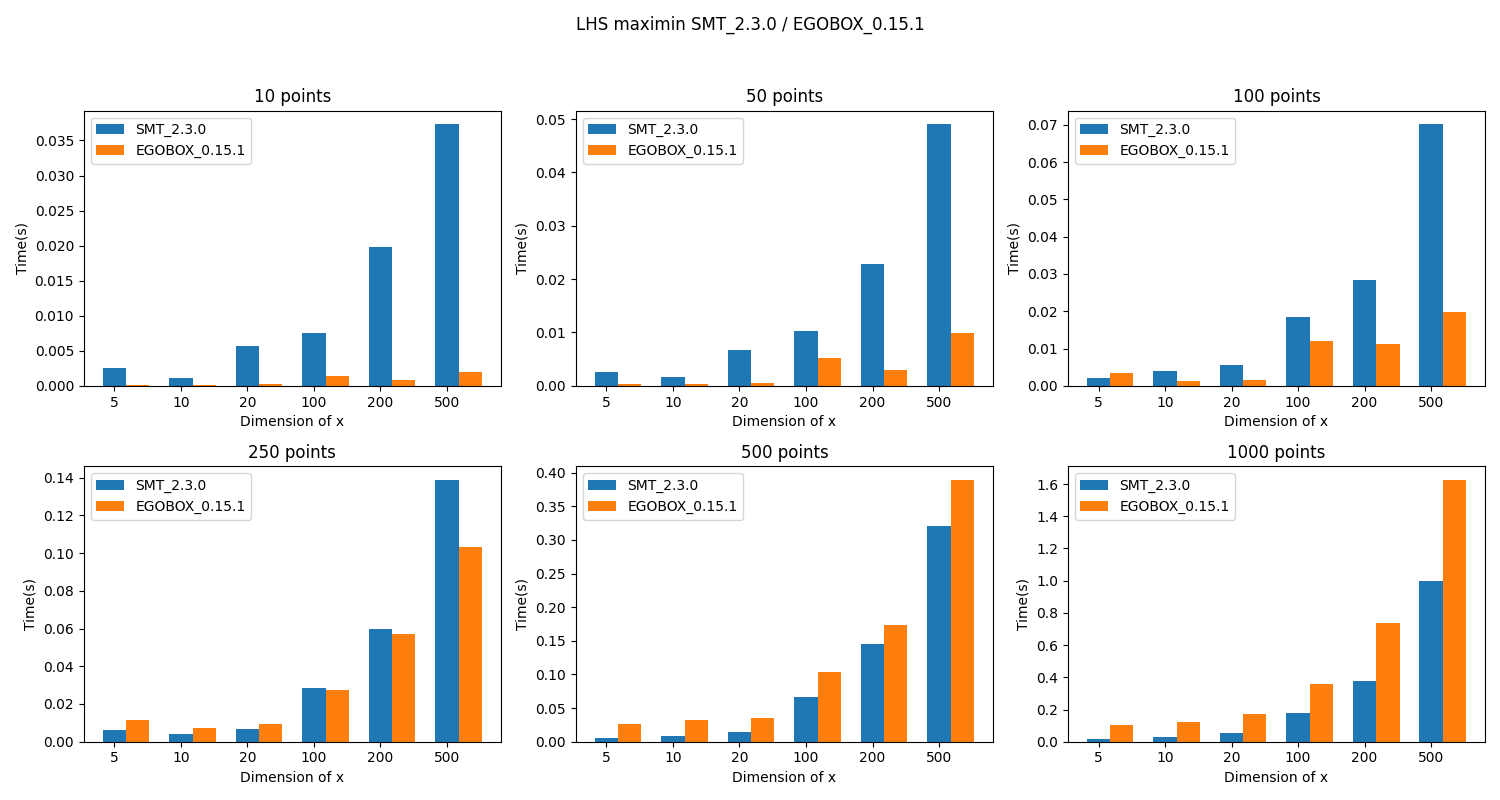 LHS maximin SMT_2.3.0 / EGOBOX_0.15.1
10 points
SMT_2.3.0
EGOBOX_0.15.1
Time(s)
0.035
0.030
0.025
0.020
0.015
0.010
0.005
0.000
5 10 20 100 200 500
Dimension of x
50 points
SMT_2.3.0
EGOBOX_0.15.1
Time(s)
0.05
0.04
0.03
0.02
0.01
0.00
5 10 20 100 200 500
Dimension of x
100 points
SMT_2.3.0
EGOBOX_0.15.1
Time(s)
0.07
0.06
0.05
0.04
0.03
0.02
0.01
0.00
5 10 20 100 200 500
Dimension of x
250 points
SMT_2.3.0
EGOBOX_0.15.1
Time(s)
0.14
0.12
0.10
0.08
0.06
0.04
0.02
0.00
5 10 20 100 200 500
Dimension of x
500 points
SMT_2.3.0
EGOBOX_0.15.1
Time(s)
0.40
0.35
0.30
0.25
0.20
0.15
0.10
0.05
0.00
5 10 20 100 200 500
Dimension of x
1000 points
SMT_2.3.0
EGOBOX_0.15.1
Time(s)
1.6
1.4
1.2
1.0
0.8
0.6
0.4
0.2
0.0
5 10 20 100 200 500
Dimension of x